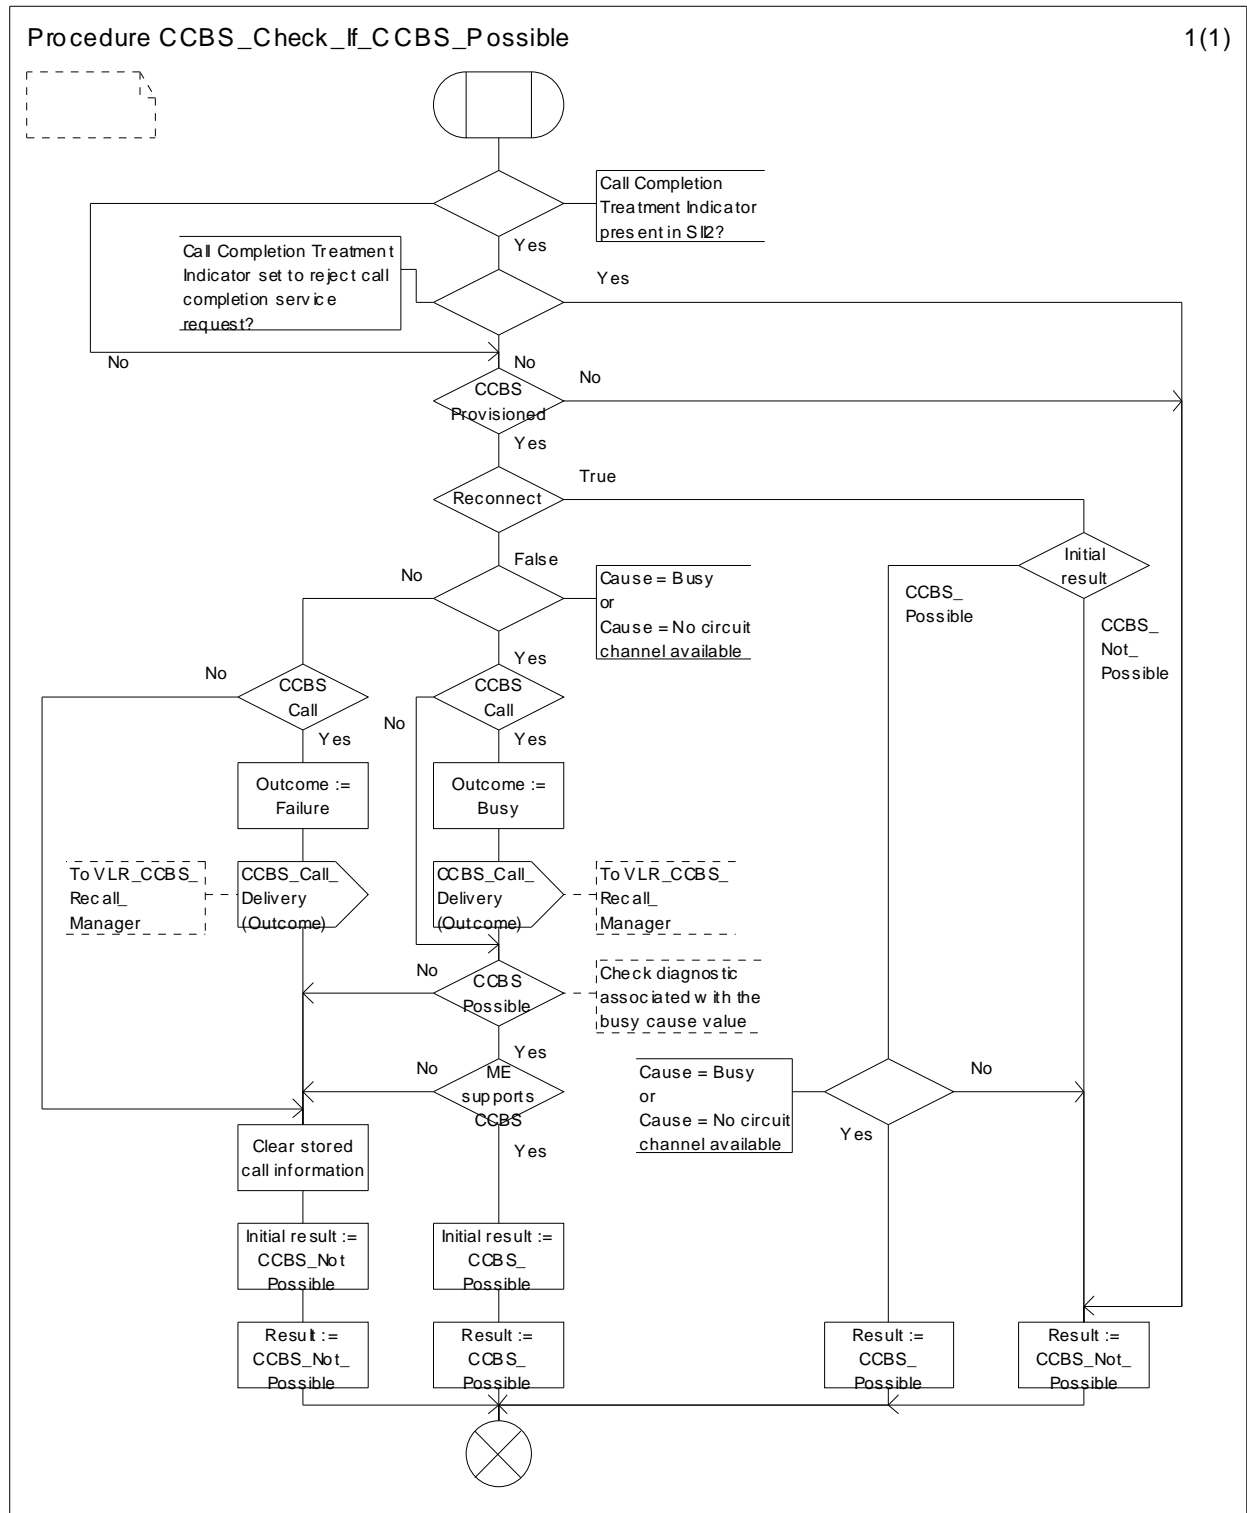 Procedure CCBS_Check_If_CCBS_Possible
1(1)
Call Completion
Treatment Indicator
present in SII2?
Yes
Call Completion Treatment
Indicator set to reject call
completion service
request?
Yes
No
No
CCBS
Provisioned
No
Yes
Reconnect
True
False
No
Cause = Busy
or
Cause = No circuit
channel available
Initial
result
CCBS_
Possible
CCBS_
Not_
Possible
Yes
No
CCBS
Call
No
CCBS
Call
Yes
Yes
Outcome :=
Failure
Outcome :=
Busy
To VLR_CCBS_
Recall_
Manager
CCBS_Call_
Delivery
(Outcome)
CCBS_Call_
Delivery
(Outcome)
To VLR_CCBS_
Recall_
Manager
No
CCBS
Possible
Check diagnostic
associated with the
busy cause value
Yes
No
ME
supports
CCBS
Cause = Busy
or
Cause = No circuit
channel available
No
Yes
Yes
Clear stored
call information
Initial result :=
CCBS_Not
Possible
Initial result :=
CCBS_
Possible
Result :=
CCBS_Not_
Possible
Result :=
CCBS_
Possible
Result :=
CCBS_
Possible
Result :=
CCBS_Not_
Possible